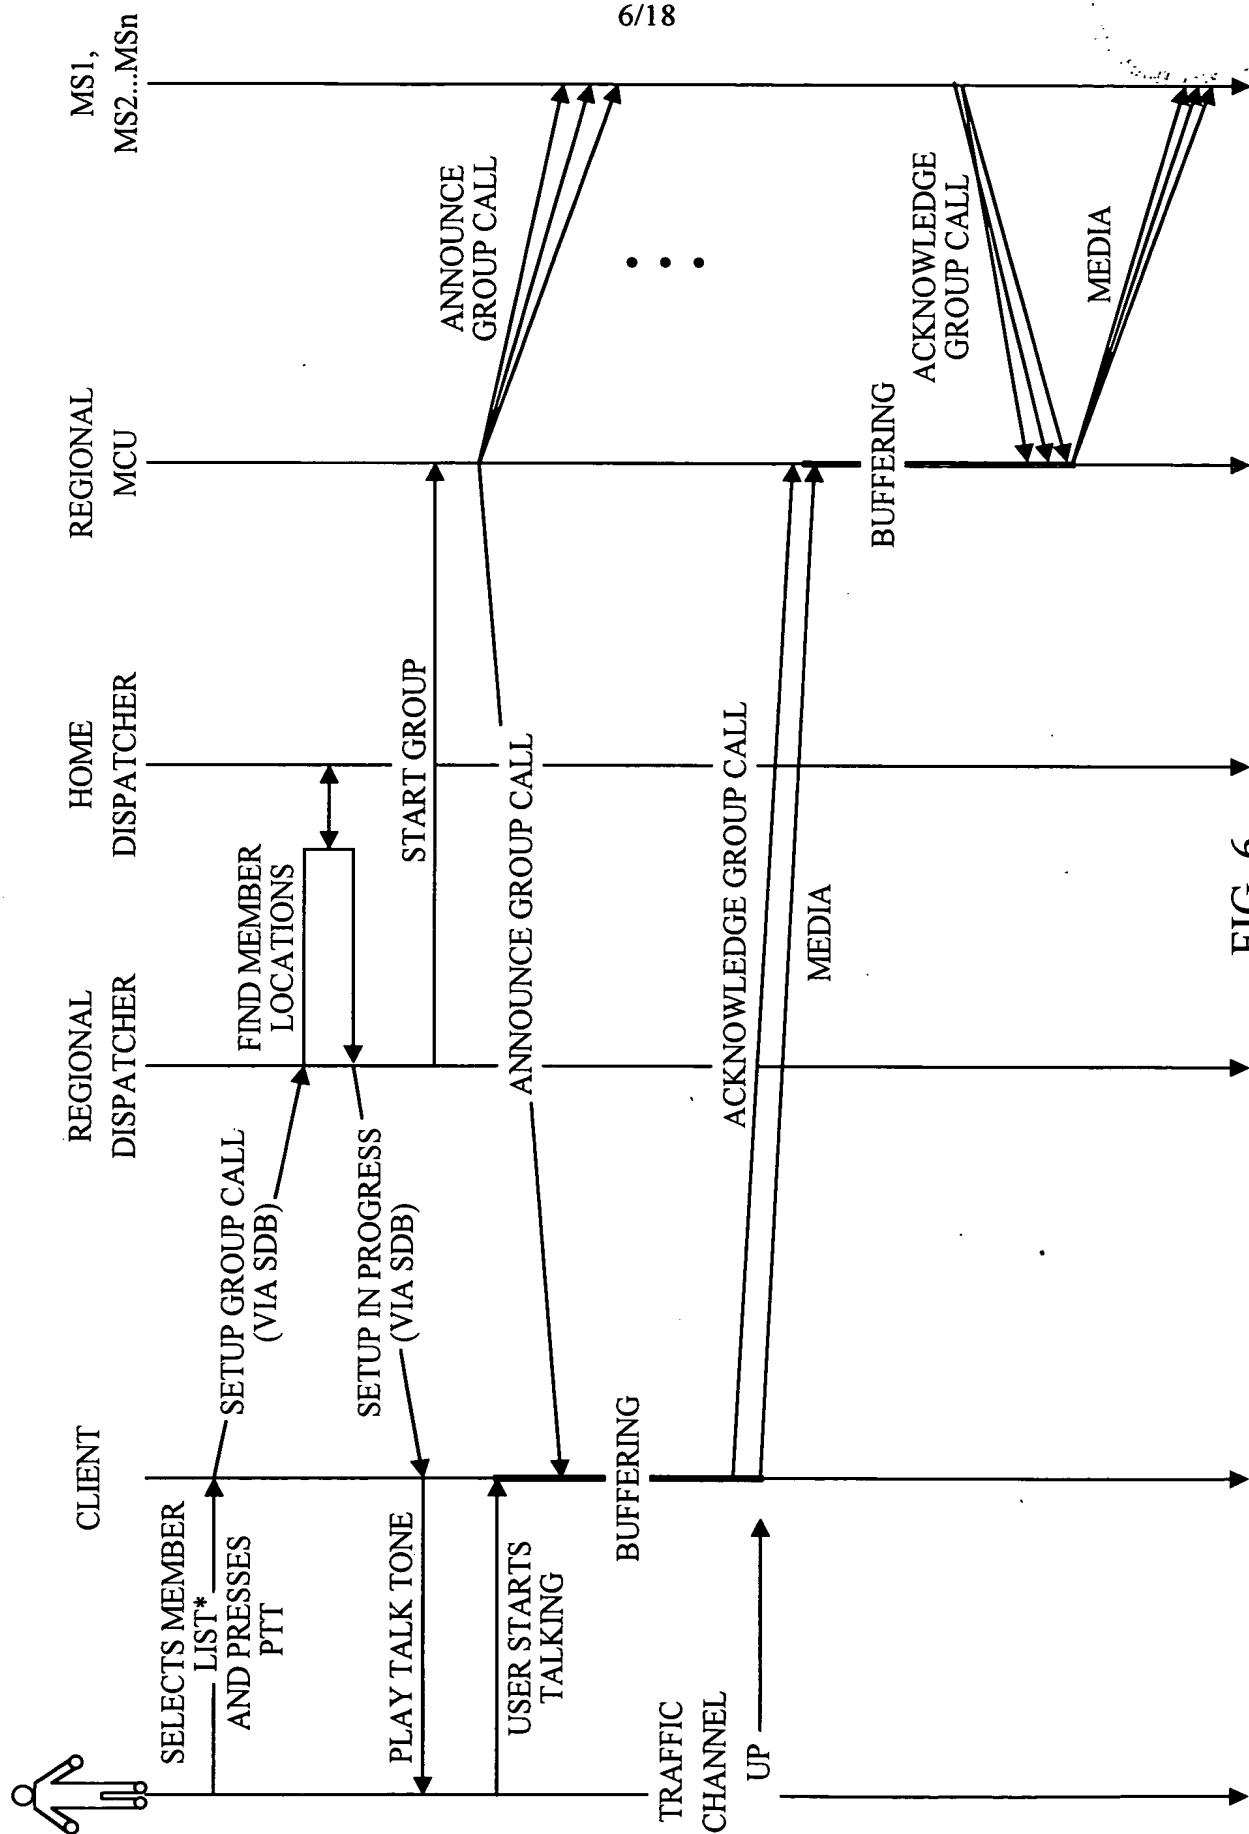 6/18
CLIENT
REGIONAL
DISPATCHER
HOME
DISPATCHER
REGIONAL
MCU
MS1,
MS2...MSn
SELECTS MEMBER
LIST*
AND PRESSES
PTT
SETUP GROUP CALL
(VIA SDB)
FIND MEMBER
LOCATIONS
SETUP IN PROGRESS
(VIA SDB)
PLAY TALK TONE
START GROUP
ANNOUNCE
GROUP CALL
USER STARTS
TALKING
ANNOUNCE GROUP CALL
BUFFERING
TRAFFIC
CHANNEL
UP
ACKNOWLEDGE GROUP CALL
MEDIA
BUFFERING
ACKNOWLEDGE
GROUP CALL
MEDIA
FIG. 6